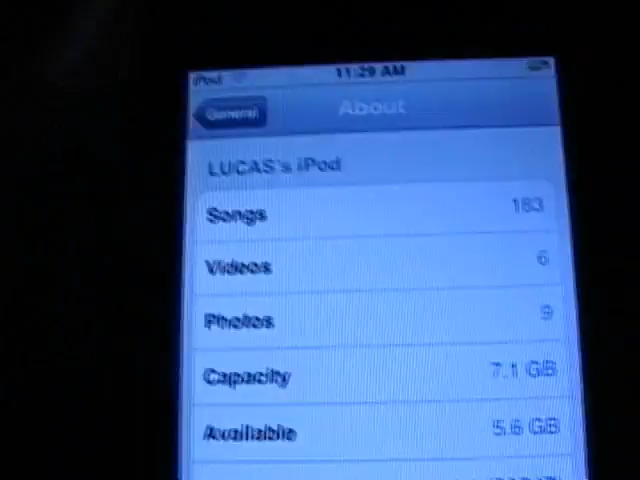 iPod 11:29 AM
General About
LUCAS's iPod
Songs 183
Videos 6
Photos 9
Capacity 7.1 GB
Available 5.6 GB